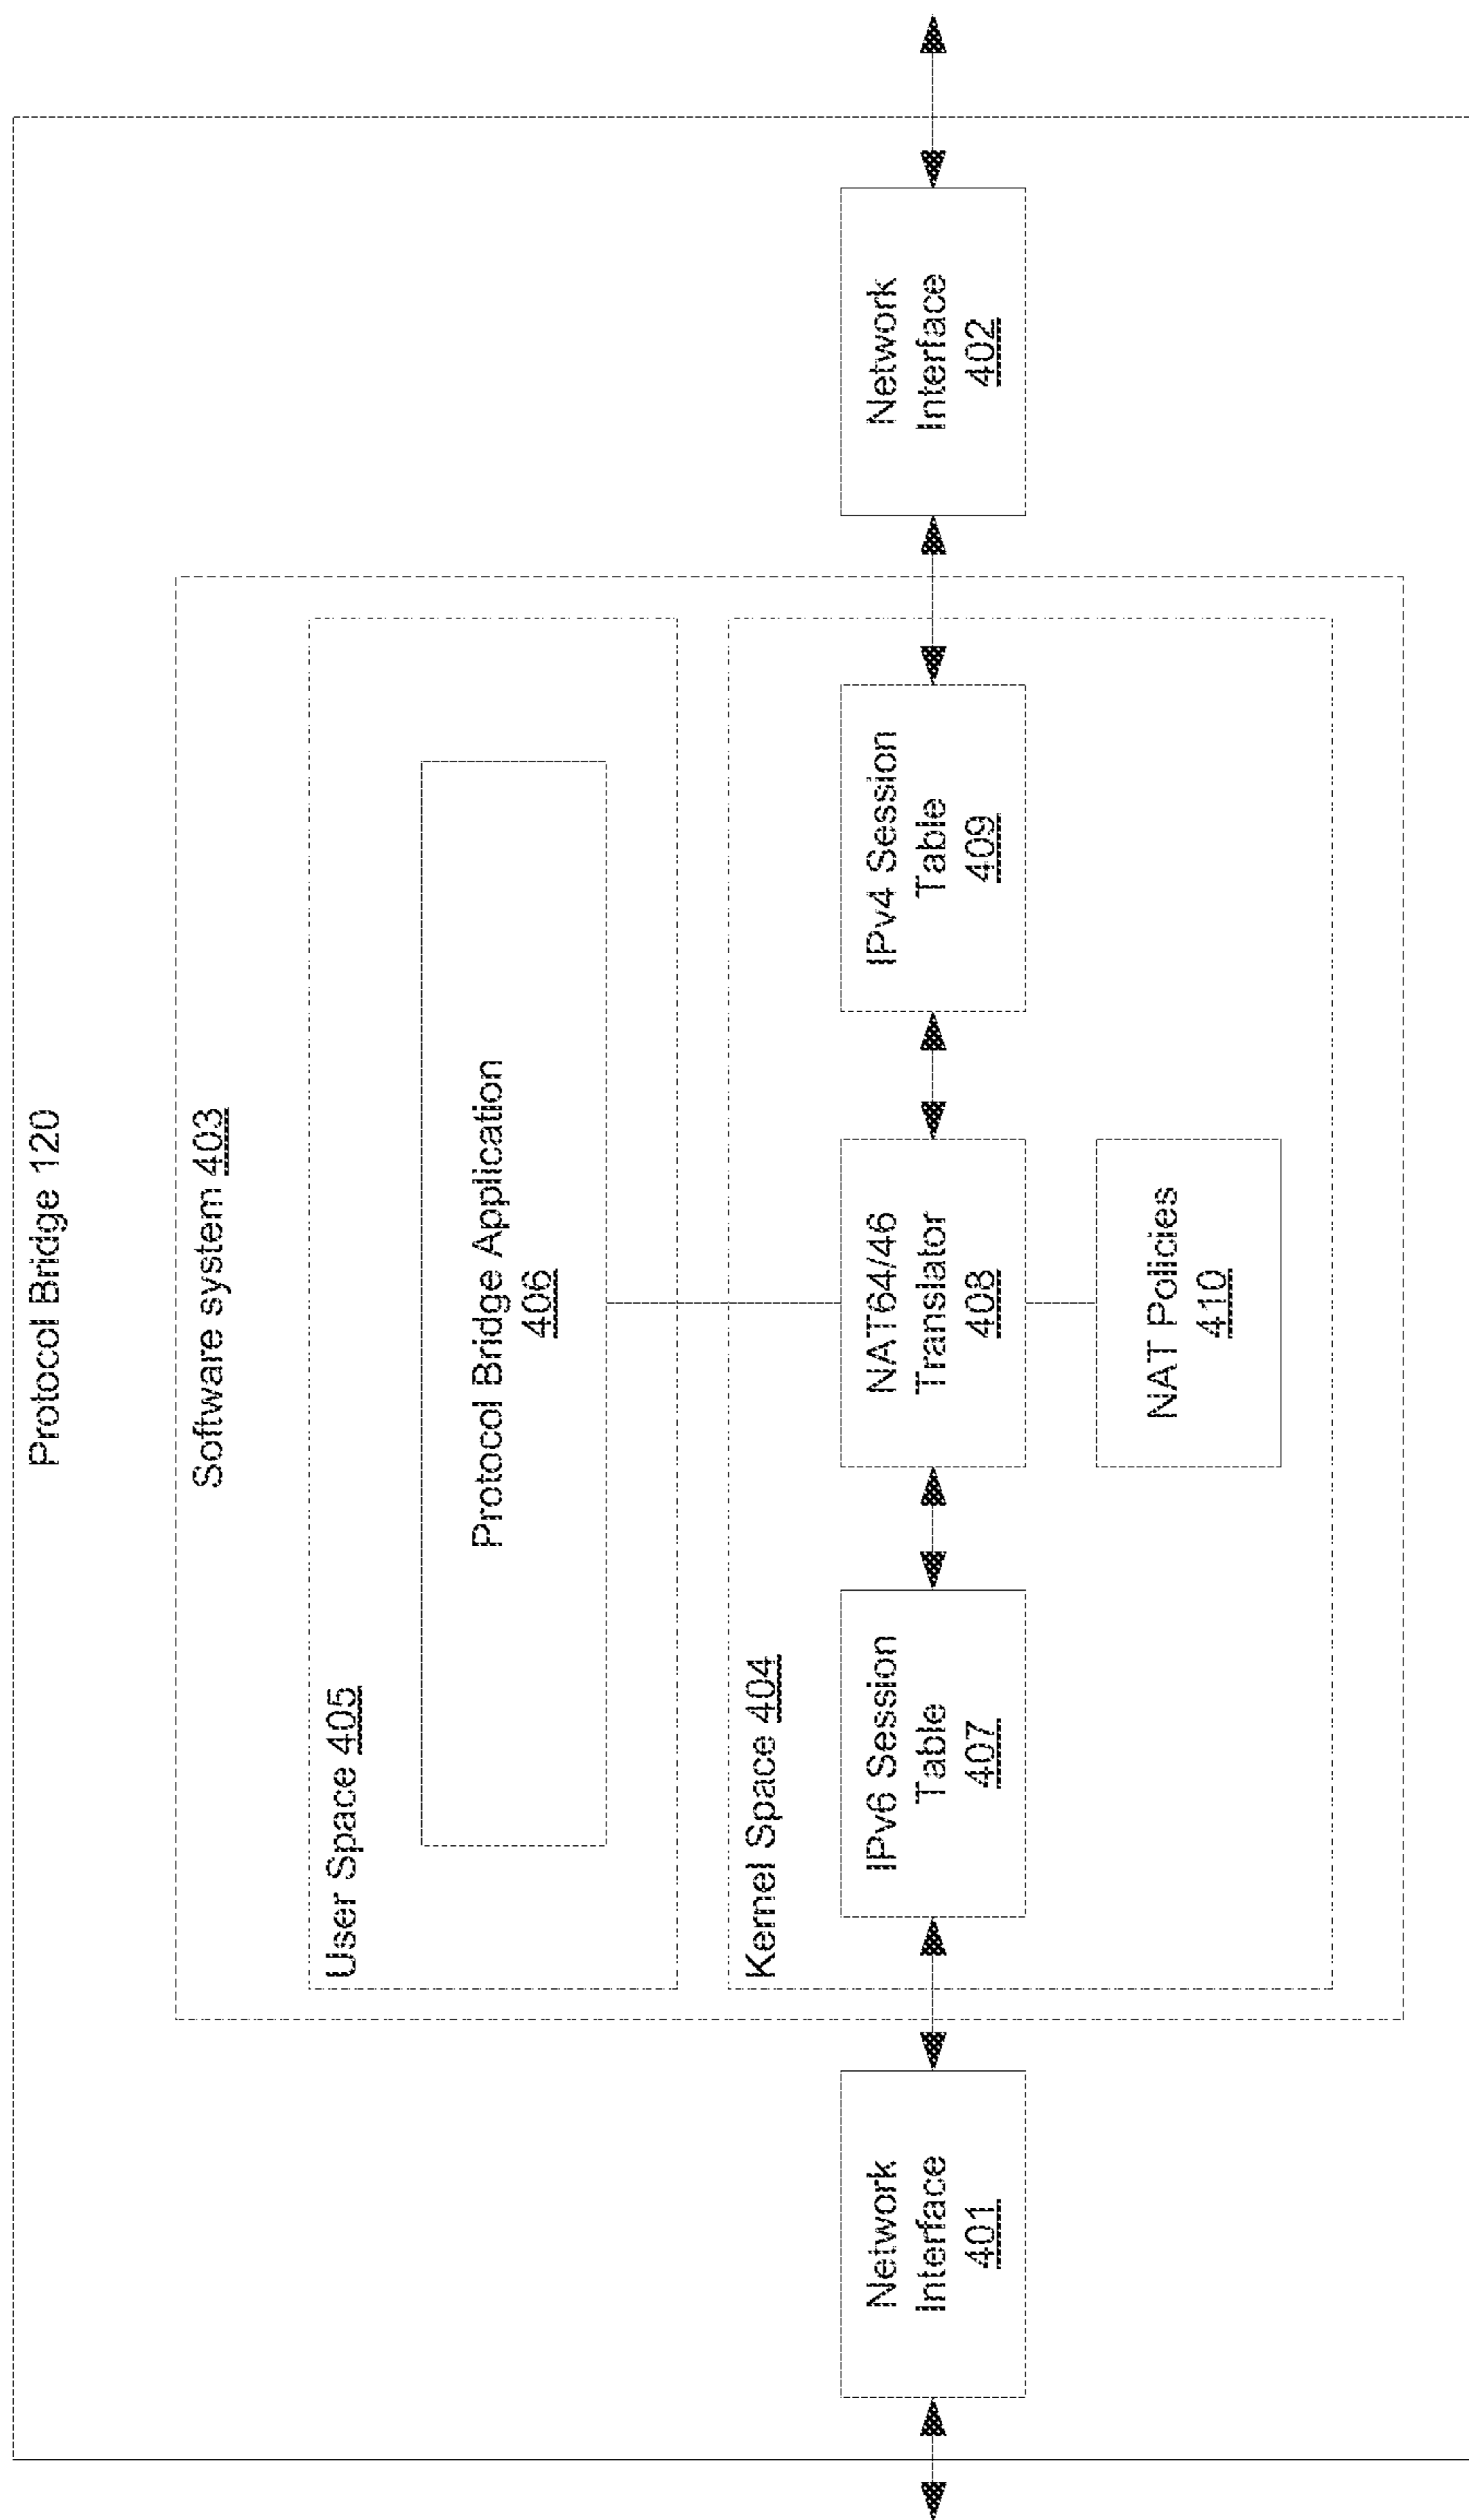 Protocol Bridge 120
Software system 403
User Space 405
Protocol Bridge Application
406
Kernel Space 404
Network
Interface
401
IPv6 Session
Table
407
NAT64/46
Translator
408
IPv4 Session
Table
409
Network
Interface
402
NAT Policies
410